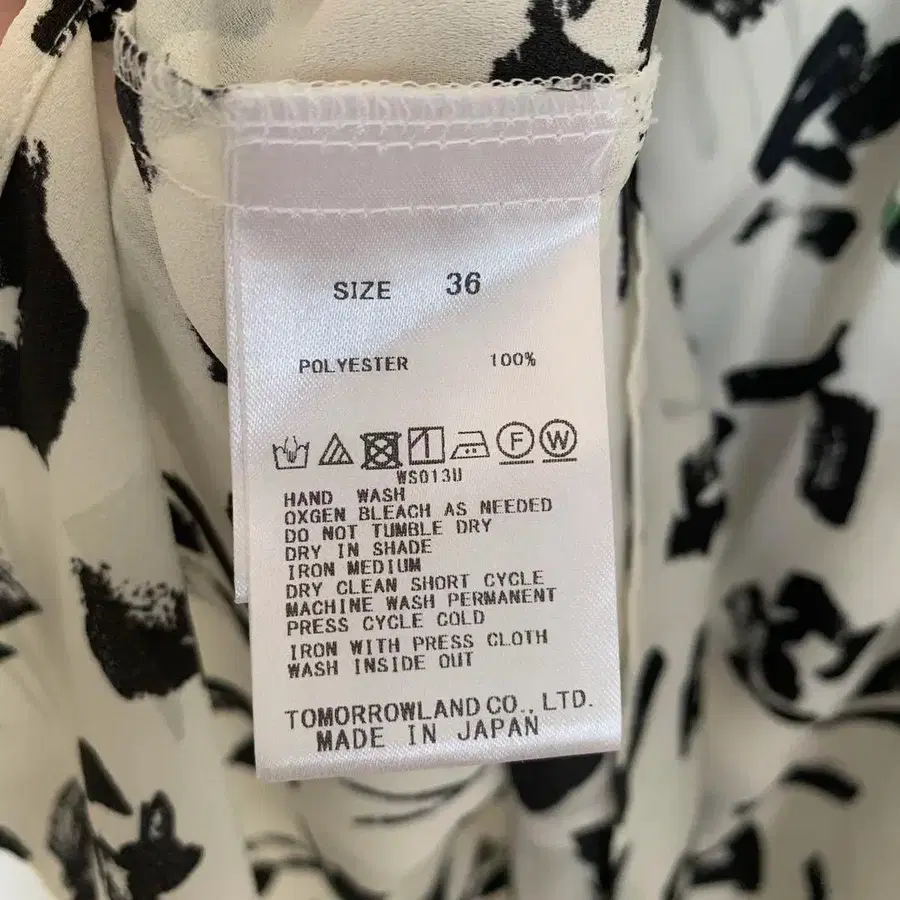 SIZE 36
POLYESTER 100%
F W
WS013U
HAND WASH
OXGEN BLEACH AS NEEDED
DO NOT TUMBLE DRY
DRY IN SHADE
IRON MEDIUM
DRY CLEAN SHORT CYCLE
MACHINE WASH PERMANENT
PRESS CYCLE COLD
IRON WITH PRESS CLOTH
WASH INSIDE OUT
TOMORROWLAND CO., LTD.
MADE IN JAPAN